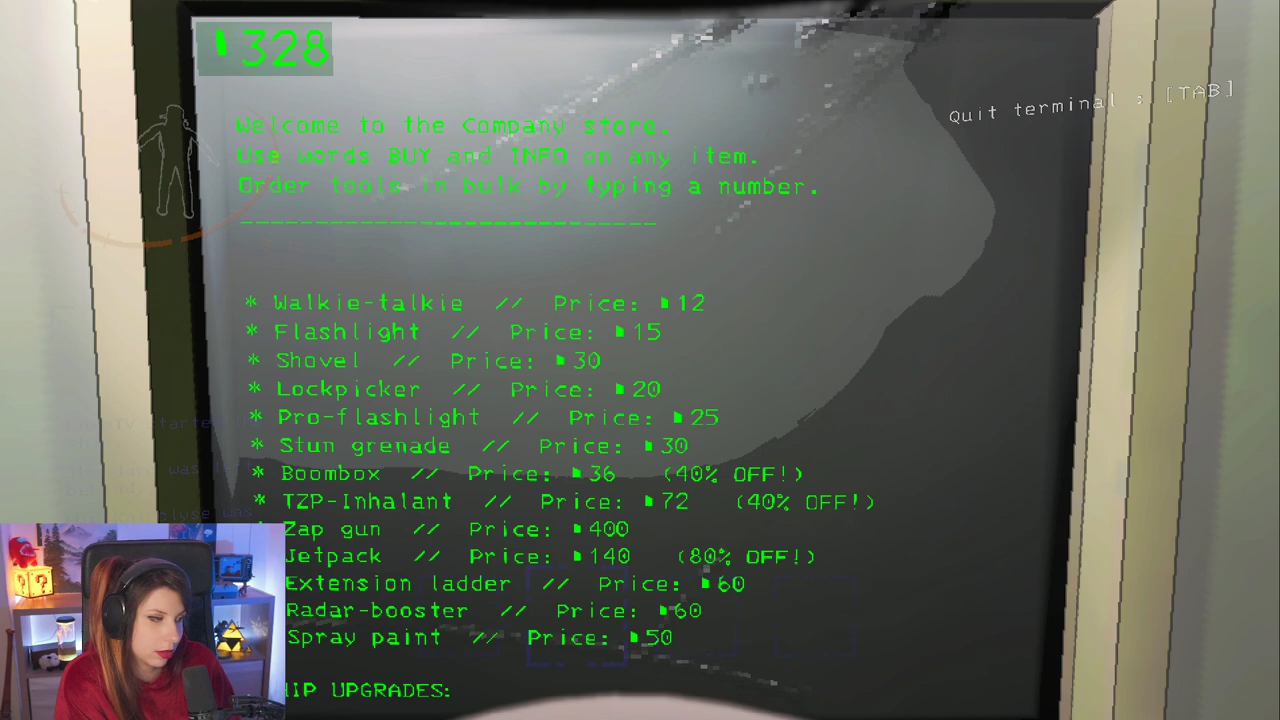 ▮328
Quit terminal : [TAB]
Welcome to the Company store.
Use words BUY and INFO on any item.
Order tools in bulk by typing a number.
____________________________
* Walkie-talkie // Price: ▮12
* Flashlight // Price: ▮15
* Shovel // Price: ▮30
* Lockpicker // Price: ▮20
* Pro-flashlight // Price: ▮25
* Stun grenade // Price: ▮30
* Boombox // Price: ▮36 (40% OFF!)
* TZP-Inhalant // Price: ▮72 (40% OFF!)
Zap gun // Price: ▮400
Jetpack // Price: ▮140 (80% OFF!)
Extension ladder // Price: ▮60
Radar-booster // Price: ▮60
Spray paint // Price: ▮50
HIP UPGRADES: